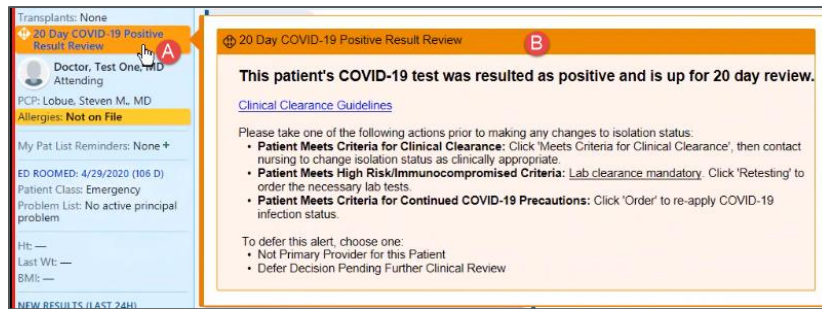 Transplants: None
20 Day COVID-19 Positive
Result Review
A
Doctor, Test One, MD
Attending
PCP: Lobue, Steven M., MD
Allergies: Not on File
My Pat List Reminders: None +
ED ROOMED: 4/29/2020 (106 D)
Patient Class: Emergency
Problem List: No active principal
problem
Ht: —
Last Wt: —
BMI: —
NEW RESULTS (LAST 24H)
20 Day COVID-19 Positive Result Review
B
This patient's COVID-19 test was resulted as positive and is up for 20 day review.
Clinical Clearance Guidelines
Please take one of the following actions prior to making any changes to isolation status:
• Patient Meets Criteria for Clinical Clearance: Click 'Meets Criteria for Clinical Clearance', then contact
nursing to change isolation status as clinically appropriate.
• Patient Meets High Risk/Immunocompromised Criteria: Lab clearance mandatory. Click 'Retesting' to
order the necessary lab tests.
• Patient Meets Criteria for Continued COVID-19 Precautions: Click 'Order' to re-apply COVID-19
infection status.
To defer this alert, choose one:
• Not Primary Provider for this Patient
• Defer Decision Pending Further Clinical Review